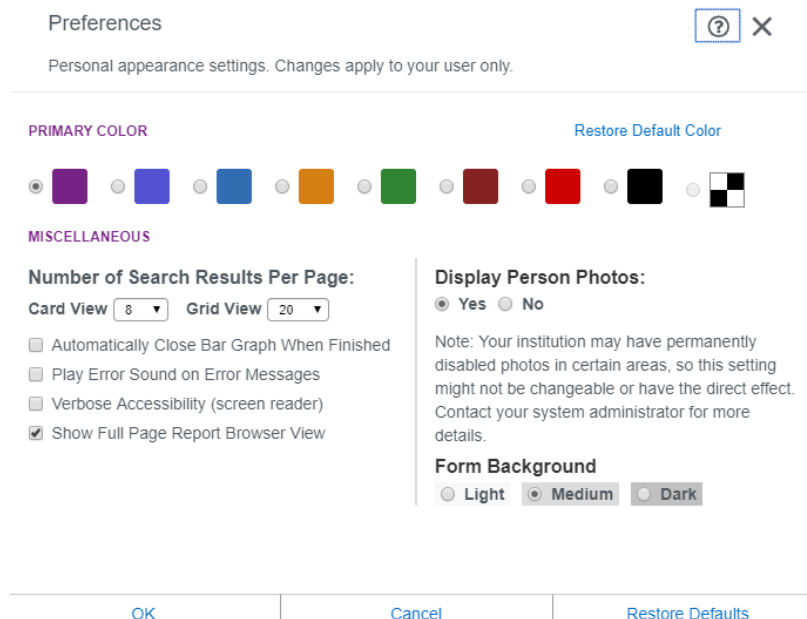 Preferences
Personal appearance settings. Changes apply to your user only.
PRIMARY COLOR
Restore Default Color
MISCELLANEOUS
Number of Search Results Per Page:
Card View 8 Grid View 20
Automatically Close Bar Graph When Finished
Play Error Sound on Error Messages
Verbose Accessibility (screen reader)
Show Full Page Report Browser View
Display Person Photos:
Yes No
Note: Your institution may have permanently
disabled photos in certain areas, so this setting
might not be changeable or have the direct effect.
Contact your system administrator for more
details.
Form Background
Light Medium Dark
OK Cancel Restore Defaults